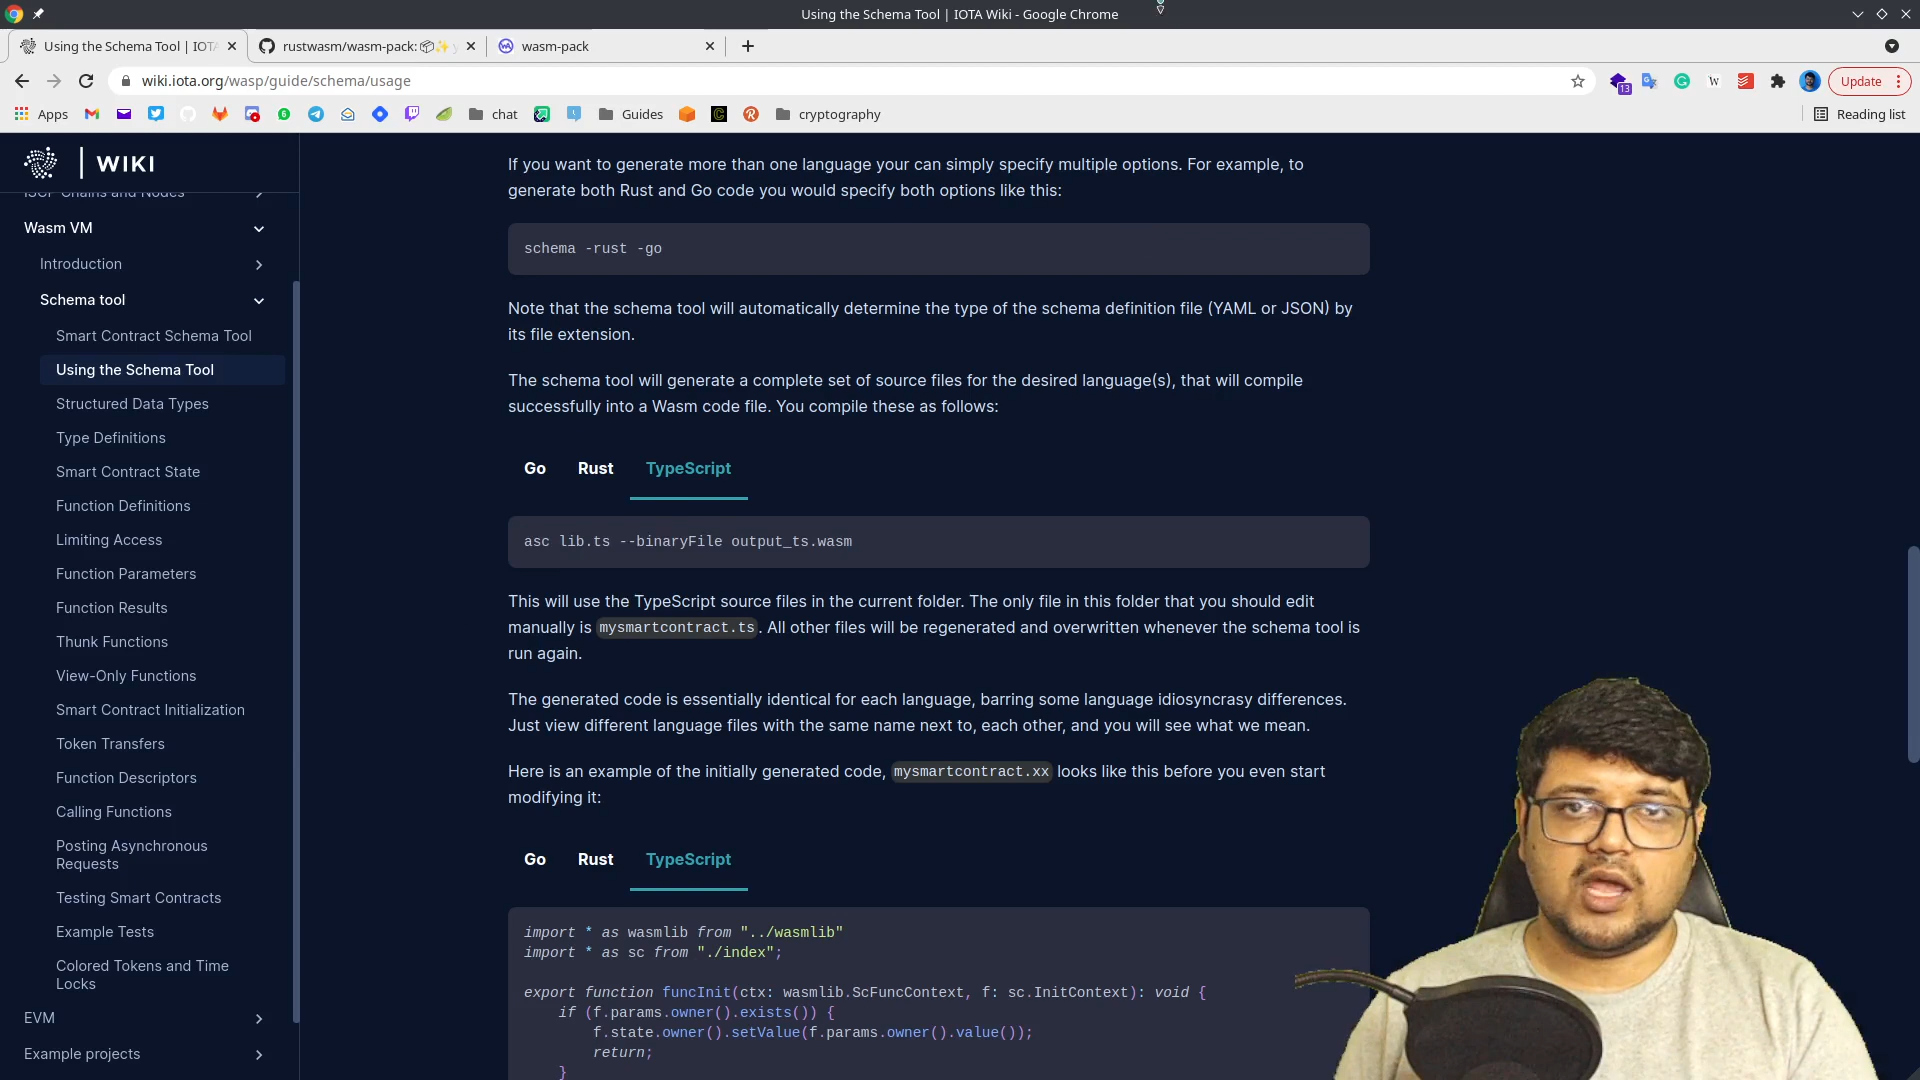 Using the Schema Tool | IOTA Wiki - Google Chrome
Using the Schema Tool | IOTA
rustwasm/wasm-pack: 📦✨
wasm-pack
wiki.iota.org/wasp/guide/schema/usage
13
W
Update
Apps
chat
Guides
cryptography
Reading list
WIKI
ISCP Chains and Nodes
Wasm VM
Introduction
Schema tool
Smart Contract Schema Tool
Using the Schema Tool
Structured Data Types
Type Definitions
Smart Contract State
Function Definitions
Limiting Access
Function Parameters
Function Results
Thunk Functions
View-Only Functions
Smart Contract Initialization
Token Transfers
Function Descriptors
Calling Functions
Posting Asynchronous
Requests
Testing Smart Contracts
Example Tests
Colored Tokens and Time
Locks
EVM
Example projects
If you want to generate more than one language your can simply specify multiple options. For example, to
generate both Rust and Go code you would specify both options like this:
schema -rust -go
Note that the schema tool will automatically determine the type of the schema definition file (YAML or JSON) by
its file extension.
The schema tool will generate a complete set of source files for the desired language(s), that will compile
successfully into a Wasm code file. You compile these as follows:
Go Rust TypeScript
asc lib.ts --binaryFile output_ts.wasm
This will use the TypeScript source files in the current folder. The only file in this folder that you should edit
manually is mysmartcontract.ts. All other files will be regenerated and overwritten whenever the schema tool is
run again.
The generated code is essentially identical for each language, barring some language idiosyncrasy differences.
Just view different language files with the same name next to, each other, and you will see what we mean.
Here is an example of the initially generated code, mysmartcontract.xx looks like this before you even start
modifying it:
Go Rust TypeScript
import * as wasmlib from "../wasmlib"
import * as sc from "./index";
export function funcInit(ctx: wasmlib.ScFuncContext, f: sc.InitContext): void {
if (f.params.owner().exists()) {
f.state.owner().setValue(f.params.owner().value());
return;
}